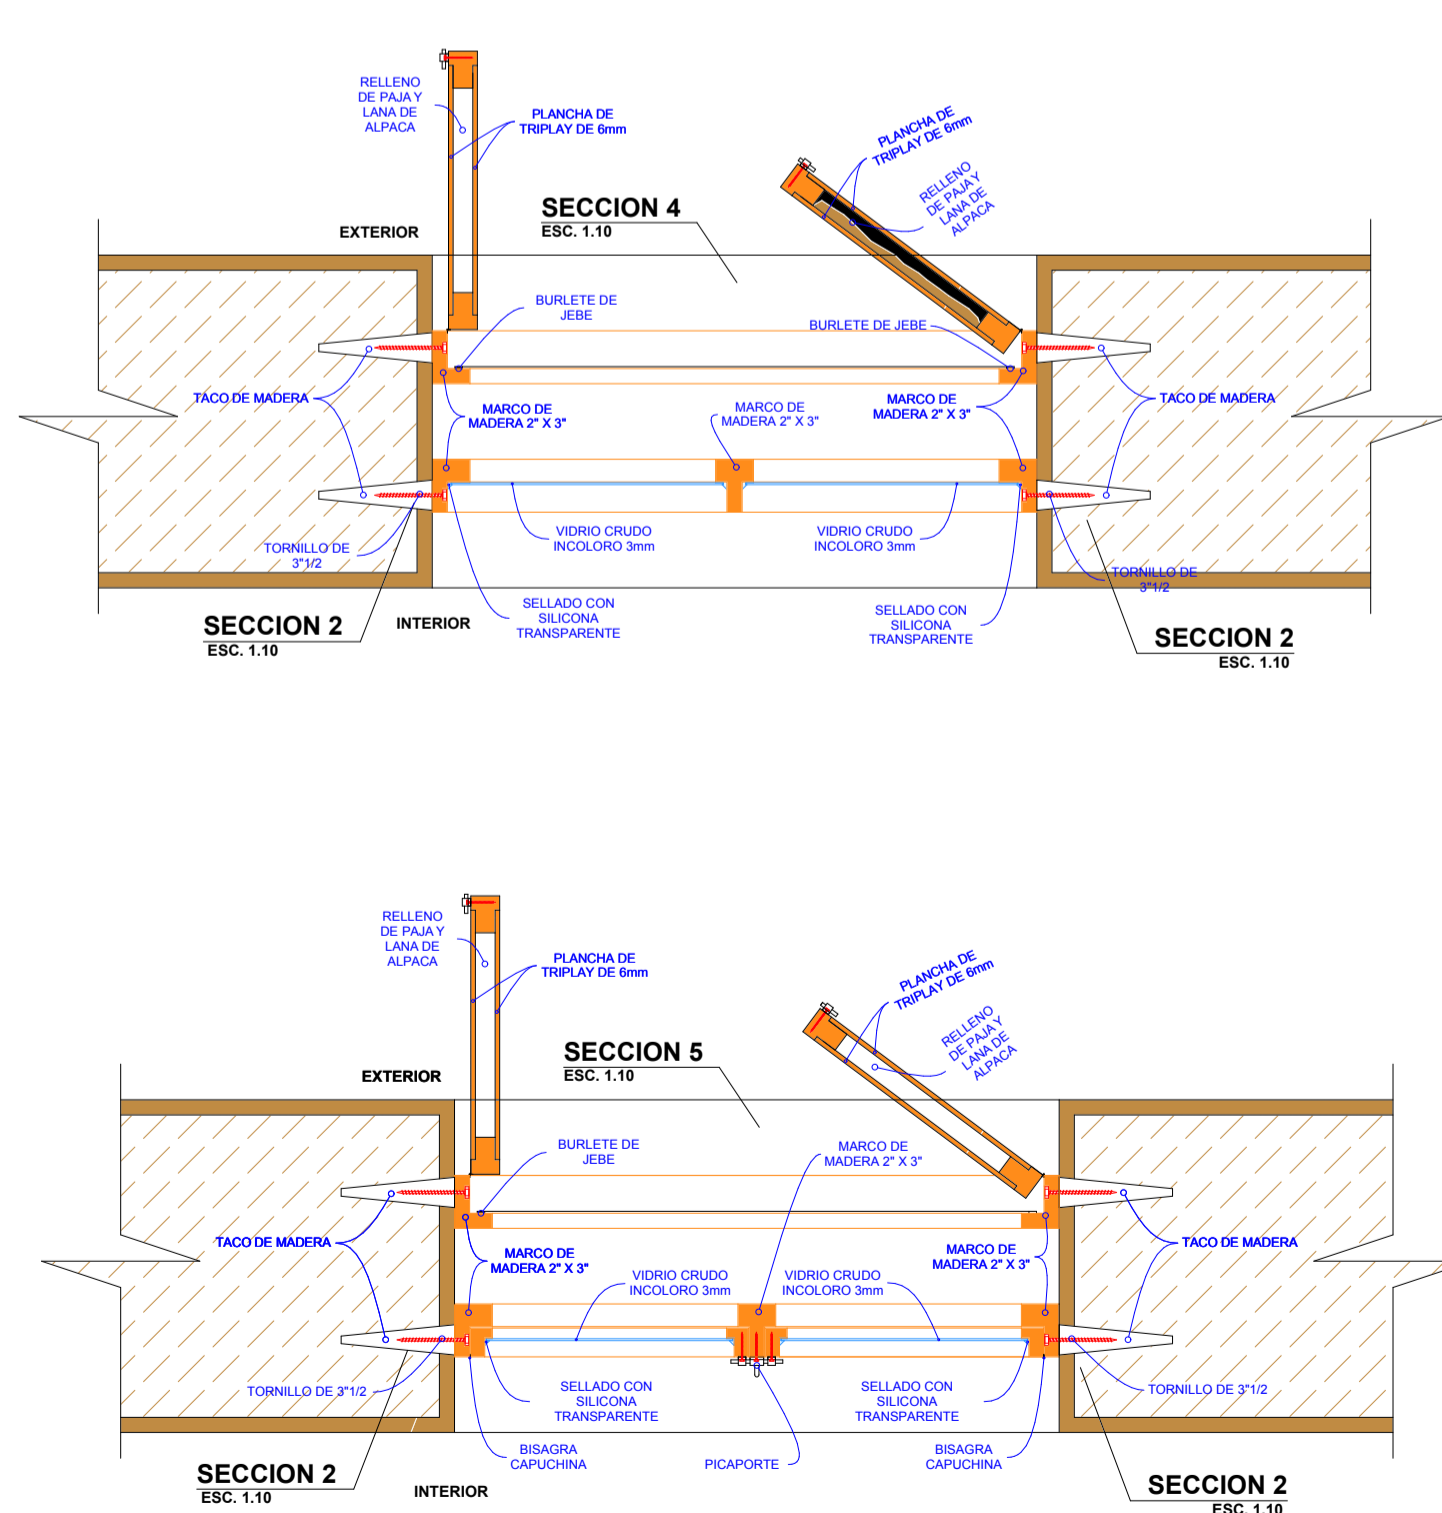 RELLENO
DE PAJA Y
LANA DE
ALPACA
PLANCHA DE
TRIPLAY DE 6mm
PLANCHA DE
TRIPLAY DE 6mm
RELLENO
DE PAJA Y
LANA DE
ALPACA
SECCION 4
ESC. 1.10
EXTERIOR
BURLETE DE
JEBE
BURLETE DE JEBE
TACO DE MADERA
MARCO DE
MADERA 2" X 3"
MARCO DE
MADERA 2" X 3"
MARCO DE
MADERA 2" X 3"
TACO DE MADERA
TORNILLO DE
3"1/2
VIDRIO CRUDO
INCOLORO 3mm
VIDRIO CRUDO
INCOLORO 3mm
TORNILLO DE
3"1/2
SECCION 2
ESC. 1.10
INTERIOR
SELLADO CON
SILICONA
TRANSPARENTE
SELLADO CON
SILICONA
TRANSPARENTE
SECCION 2
ESC. 1.10
RELLENO
DE PAJA Y
LANA DE
ALPACA
PLANCHA DE
TRIPLAY DE 6mm
PLANCHA DE
TRIPLAY DE 6mm
RELLENO
DE PAJA Y
LANA DE
ALPACA
SECCION 5
ESC. 1.10
EXTERIOR
BURLETE DE
JEBE
MARCO DE
MADERA 2" X 3"
TACO DE MADERA
MARCO DE
MADERA 2" X 3"
MARCO DE
MADERA 2" X 3"
TACO DE MADERA
VIDRIO CRUDO
INCOLORO 3mm
VIDRIO CRUDO
INCOLORO 3mm
TORNILLO DE 3"1/2
SELLADO CON
SILICONA
TRANSPARENTE
SELLADO CON
SILICONA
TRANSPARENTE
TORNILLO DE 3"1/2
BISAGRA
CAPUCHINA
PICAPORTE
BISAGRA
CAPUCHINA
SECCION 2
ESC. 1.10
INTERIOR
SECCION 2
ESC. 1.10